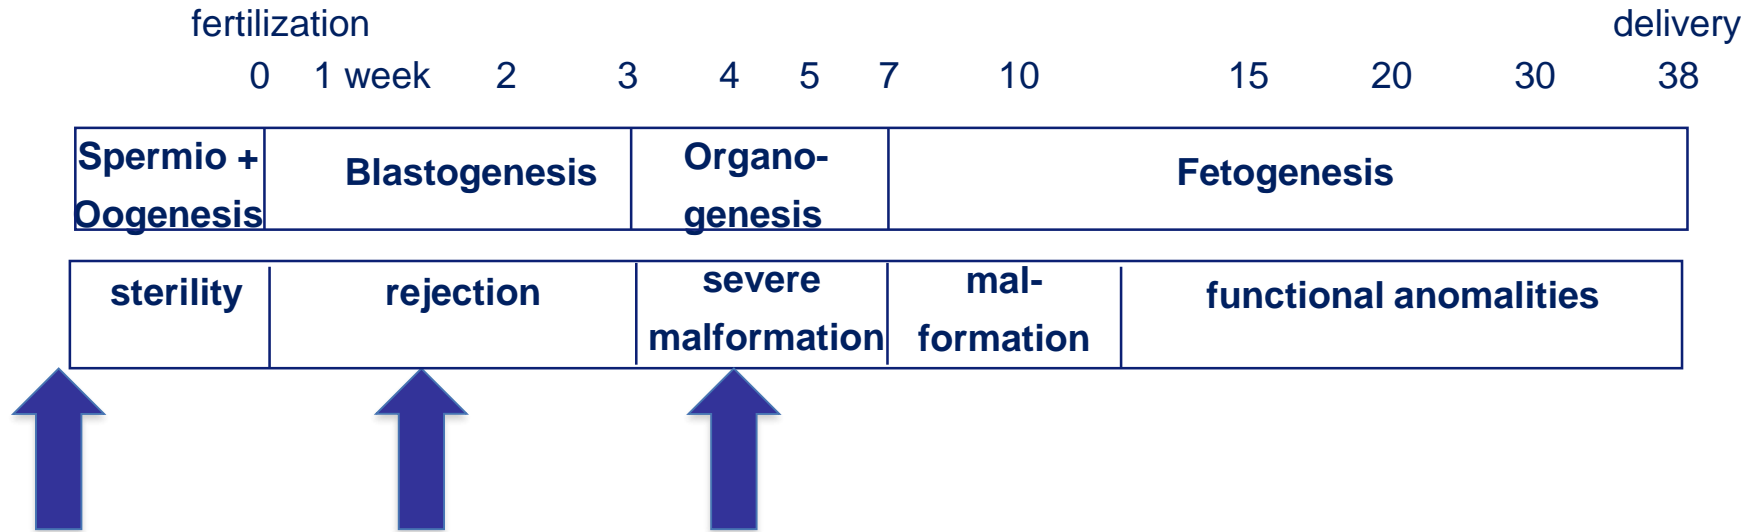 fertilization delivery
0 1 week 2 3 4 5 7 10 15 20 30 38
Spermio +
Oogenesis
Blastogenesis
Organo-
genesis
Fetogenesis
sterility
rejection
severe
malformation
mal-
formation
functional anomalities